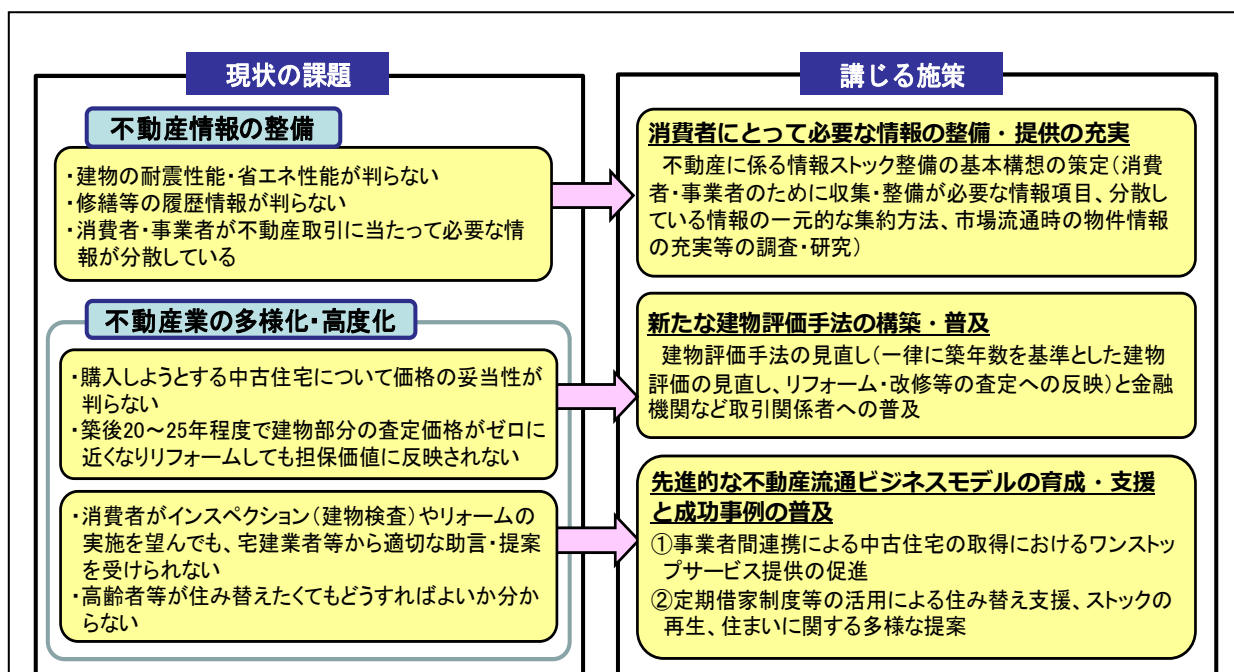 現状の課題
不動産情報の整備
・建物の耐震性能・省エネ性能が判らない
・修繕等の履歴情報が判らない
・消費者・事業者が不動産取引に当たって必要な情
報が分散している
不動産業の多様化・高度化
・購入しようとする中古住宅について価格の妥当性が
判らない
・築後20～25年程度で建物部分の査定価格がゼロに
近くなりリフォームしても担保価値に反映されない
・消費者がインスペクション（建物検査）やリォームの
実施を望んでも、宅建業者等から適切な助言・提案
を受けられない
・高齢者等が住み替えたくてもどうすればよいか分か
らない
講じる施策
消費者にとって必要な情報の整備・提供の充実
不動産に係る情報ストック整備の基本構想の策定（消費
者・事業者のために収集・整備が必要な情報項目、分散し
ている情報の一元的な集約方法、市場流通時の物件情報
の充実等の調査・研究）
新たな建物評価手法の構築・普及
建物評価手法の見直し（一律に築年数を基準とした建物
評価の見直し、リフォーム・改修等の査定への反映）と金融
機関など取引関係者への普及
先進的な不動産流通ビジネスモデルの育成・支援
と成功事例の普及
①事業者間連携による中古住宅の取得におけるワンストッ
プサービス提供の促進
②定期借家制度等の活用による住み替え支援、ストックの
再生、住まいに関する多様な提案